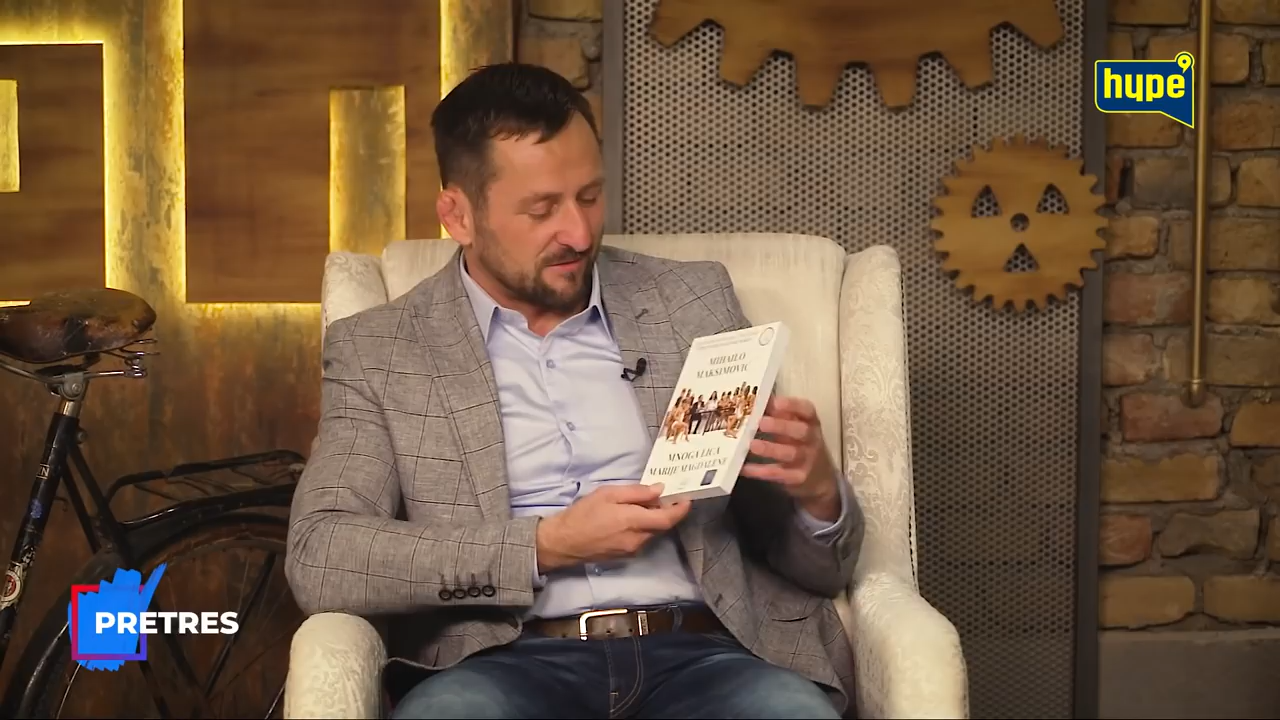 hype
MIHAILO
MAKSIMOVIĆ
MNOGA LICA
MARIJE MAGDALENE
PRETRES